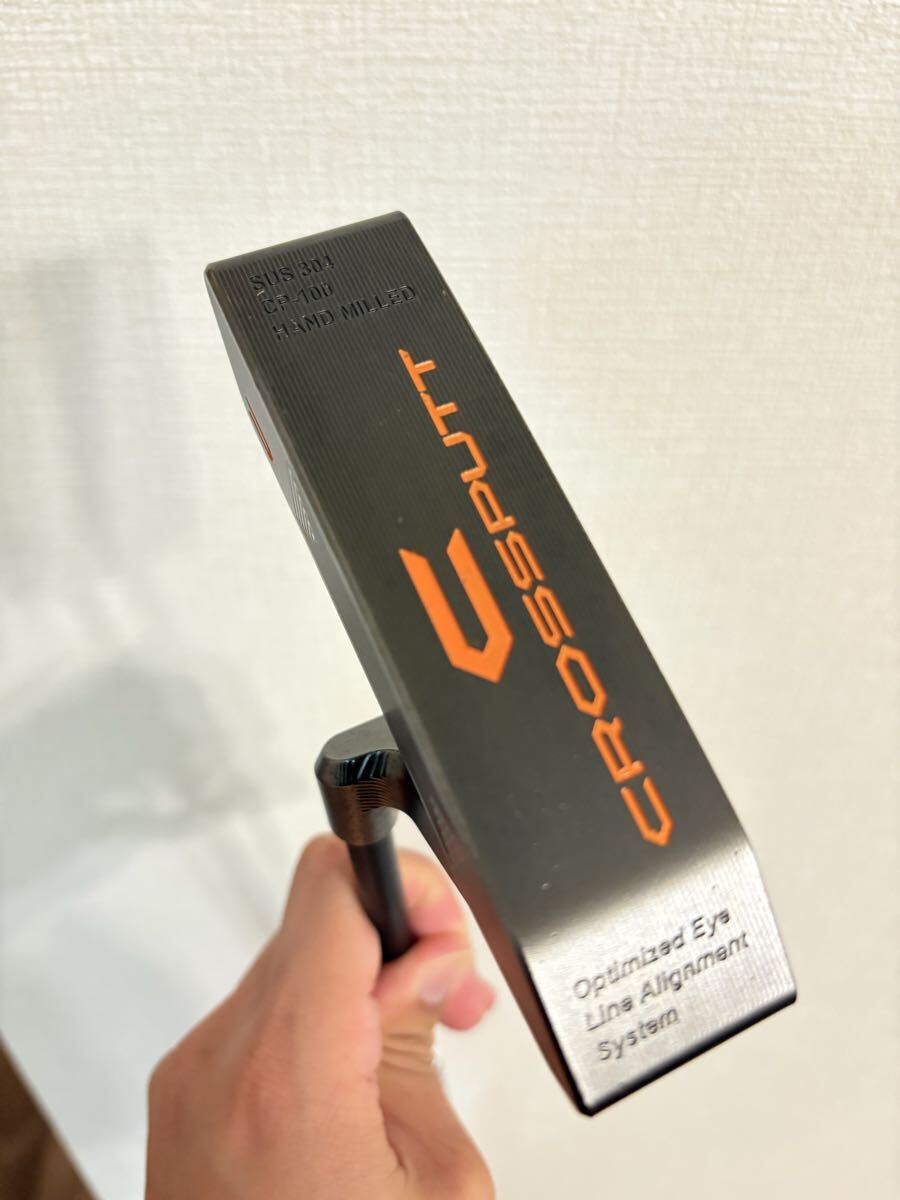 SUS 304
CP-100
HAND MILLED
CROSSPUTT
Optimized Eye
Line Alignment
System